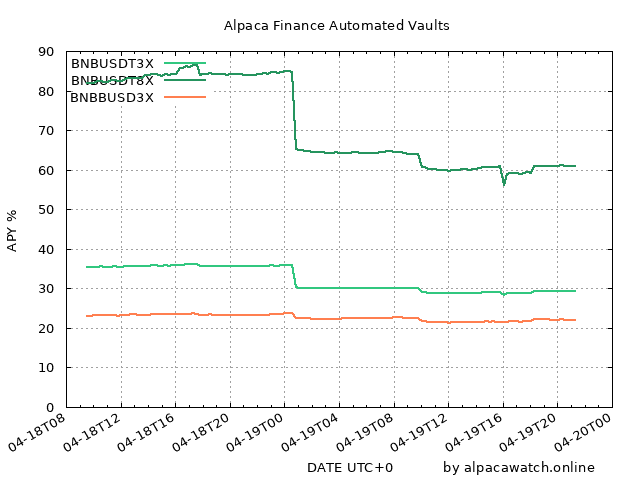 Alpaca Finance Automated Vaults
90
80
70
60
50
40
30
20
10
0
APY %
BNBUSDT3X
BNBUSDT8X
BNBBUSD3X
04-18T08
04-18T12
04-18T16
04-18T20
04-19T00
04-19T04
04-19T08
04-19T12
04-19T16
04-19T20
04-20T00
DATE UTC+0
by alpacawatch.online